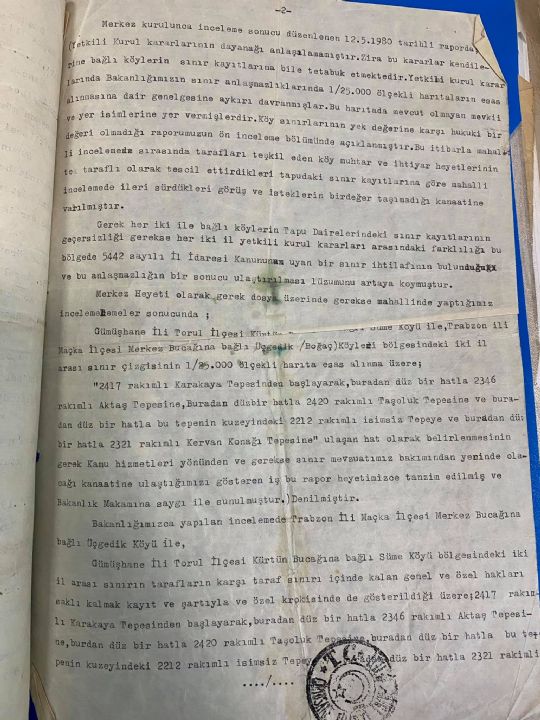 -2-
Merkez kurulunca inceleme sonucu düzenlenen 12.5.1980 tarihli raporda
(Yetkili Kurul kararlarının dayanağı anlaşılamamıştır.Zira bu kararlar kendile-
rine bağlı köylerin sınır kayıtlarına bile tetabuk etmektedir.Yetkili kurul karar
larında Bakanlığımızın sınır anlaşmazlıklarında 1/25.000 ölçekli haritaların esas
alınmasına dair genelgesine aykırı davranmışlar.Bu haritada mevcut olmayan mevkii
ve yer isimlerine yer vermişlerdir.Köy sınırlarının yek değerine karşı hukuki bir
değeri olmadığı raporumuzun ön inceleme bölümünde açıklanmıştır.Bu itibarla mahal
li incelemede sırasında tarafları teşkil eden köy muhtar ve ihtiyar heyetlerinin
tek taraflı olarak tescil ettirdikleri tapudaki sınır kayıtlarına göre mahalli
incelemede ileri sürdükleri görüş ve isteklerin birdeğer taşımadığı kanaatine
varılmıştır.
Gerek her iki ile bağlı köylerin Tapu Dairelerindeki sınır kayıtlarının
geçersizliği gerekse her iki il yetkili kurul kararları arasındaki farklılığı bu
bölgede 5442 sayılı İl İdaresi Kanununa uyan bir sınır ihtilafının bulunduğu
ve bu anlaşmazlığın bir sonucu ulaştırılması lüzumunu artaya koymuştur.
Merkez Heyeti olarak gerek dosya üzerinde gerekse mahallinde yaptığımız
incelemelemeler sonucunda ;
Gümüşhane İli Torul İlçesi Süme Köyü ile,Trabzon ili
Maçka İlçesi Merkez Bucağına bağlı Üçgedik /Boğaç)Köyleri bölgesindeki iki il
arası sınır çizgisinin 1/25.000 ölçekli harita esas alınma üzere;
"2417 rakımlı Karakaya Tepesinden başlayarak,buradan düz bir hatla 2346
rakımlı Aktaş Tepesine,Buradan düzbir hatla 2420 rakımlı Taşoluk Tepesine ve bura-
dan düz bir hatla bu tepenin kuzeyindeki 2212 rakımlı isimsiz Tepeye ve buradan düz
bir hatla 2321 rakımlı Kervan Konağı Tepesine" ulaşan hat olarak belirlenmesinin
gerek Kamu hizmetleri yönünden ve gerekse sınır mevzuatımız bakımından yerinde ola-
cağı kanaatine ulaştığımızı gösteren iş bu rapor heyetimizce tanzim edilmiş ve
Bakanlık Makamına saygı ile sunulmuştur.)Denilmiştir.
Bakanlığımızca yapılan incelemede Trabzon İli Maçka İlçesi Merkez Bucağına
bağlı Üçgedik Köyü ile,
Gümüşhane İli Torul İlçesi Kürtün Bucağına bağlı Süme Köyü bölgesindeki iki
il arası sınırın tarafların karşı taraf sınırı içinde kalan genel ve özel hakları
saklı kalmak kayıt ve şartıyla ve özel krokisinde de gösterildiği üzere;2417 rakım-
lı Karakaya Tepesinden başlayarak,buradan düz bir hatla 2346 rakımlı Aktaş Tepesi-
ne,burdan düz bir hatla 2420 rakımlı Taşoluk Tepesine,buradan düz bir hatla bu te
penin kuzeyindeki 2212 rakımlı isimsiz Tepeye düz bir hatla 2321 rakımlı
..../....
T.C.